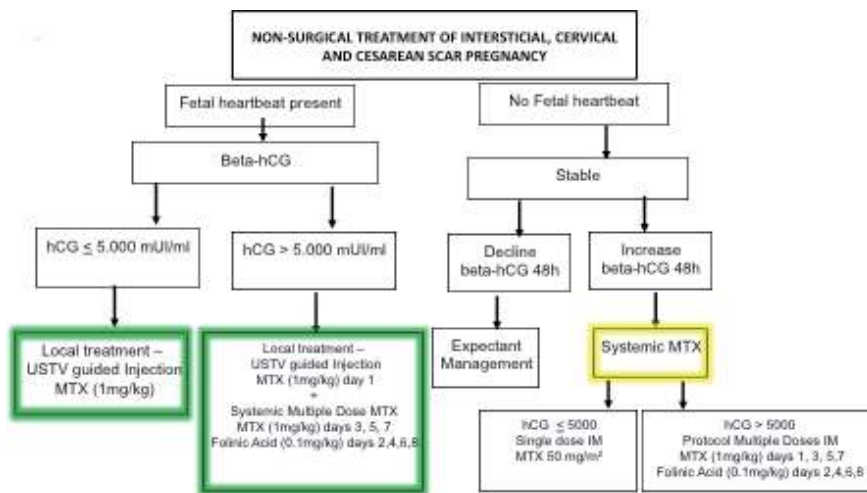 NON-SURGICAL TREATMENT OF INTERSTICIAL, CERVICAL
AND CESAREAN SCAR PREGNANCY
Fetal heartbeat present
No Fetal heartbeat
Beta-hCG
Stable
hCG ≤ 5.000 mUI/ml
hCG > 5.000 mUI/ml
Decline
beta-hCG 48h
Increase
beta-hCG 48h
Local treatment –
USTV guided Injection
MTX (1mg/kg)
Local treatment –
USTV guided Injection
MTX (1mg/kg) day 1
+
Systemic Multiple Dose MTX
MTX (1mg/kg) days 3, 5, 7
Folinic Acid (0.1mg/kg) days 2,4,6,8
Expectant
Management
Systemic MTX
hCG ≤ 5000
Single dose IM
MTX 50 mg/m²
hCG > 5000
Protocol Multiple Doses IM
MTX (1mg/kg) days 1, 3, 5,7
Folinic Acid (0.1mg/kg) days 2,4,6,8